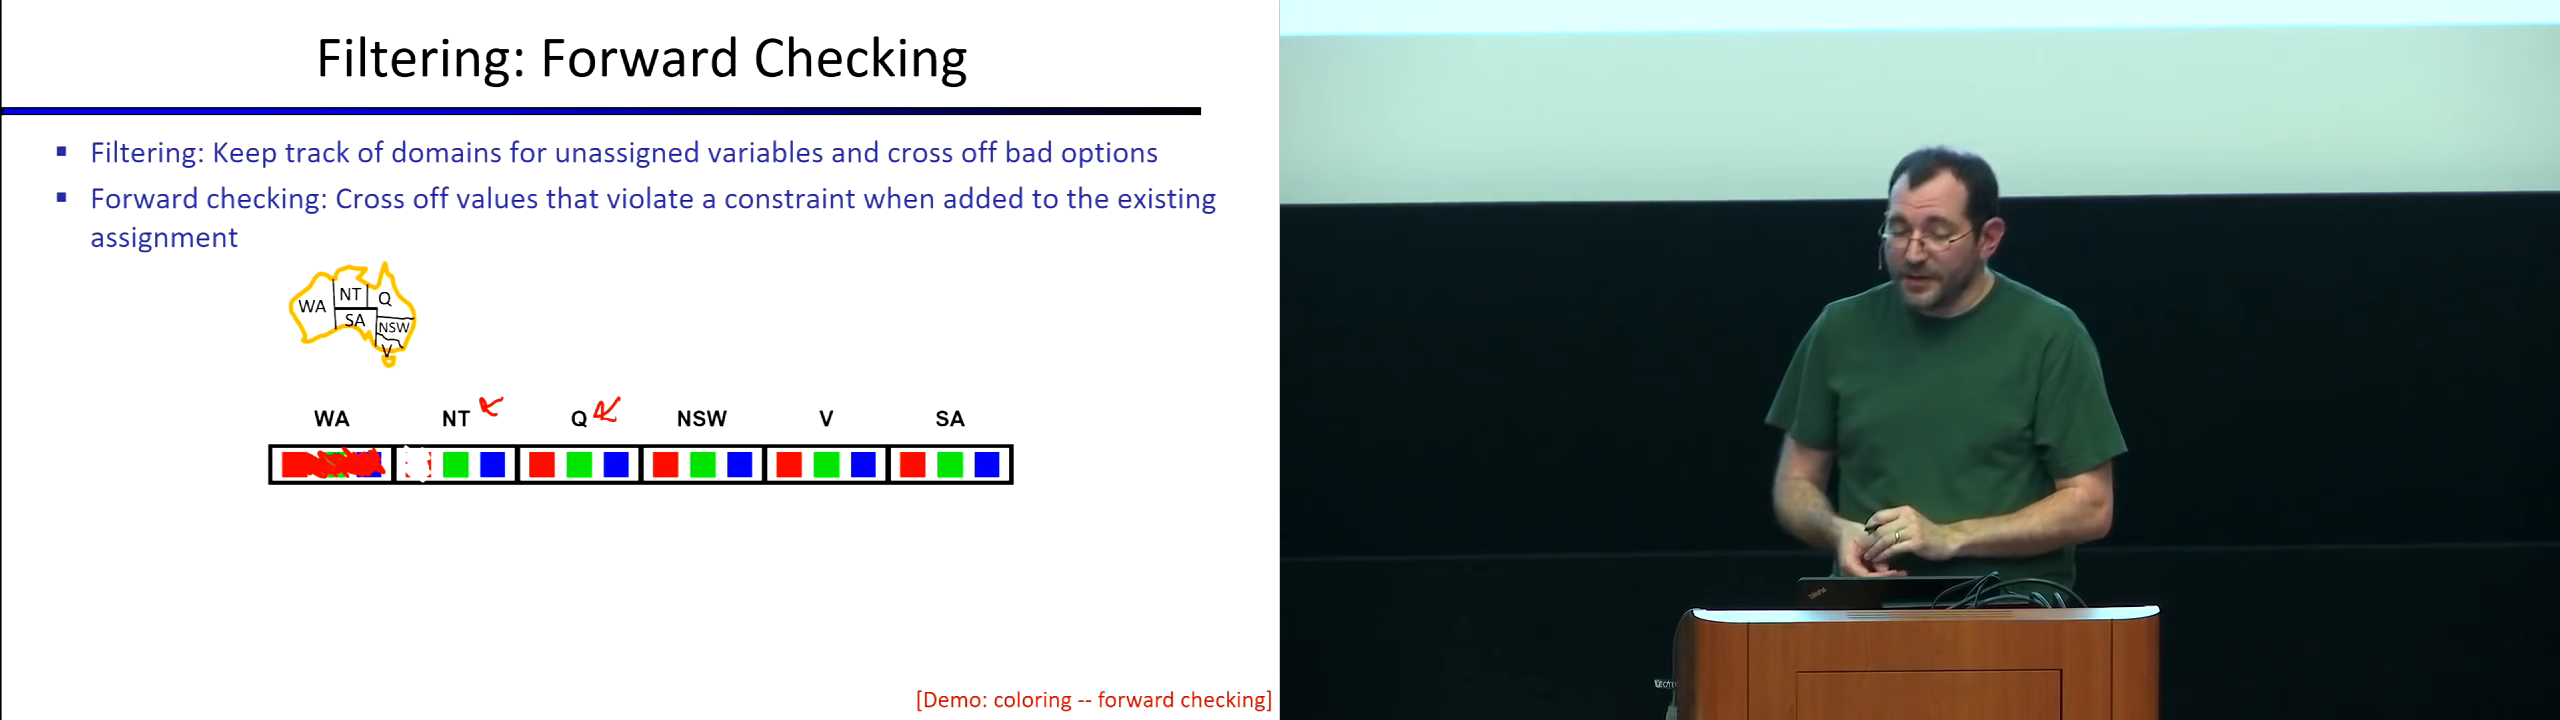 Filtering: Forward Checking
▪ Filtering: Keep track of domains for unassigned variables and cross off bad options
▪ Forward checking: Cross off values that violate a constraint when added to the existing
assignment
WA NT Q
SA NSW
V
WA NT Q NSW V SA
[Demo: coloring -- forward checking]
ThinkPad